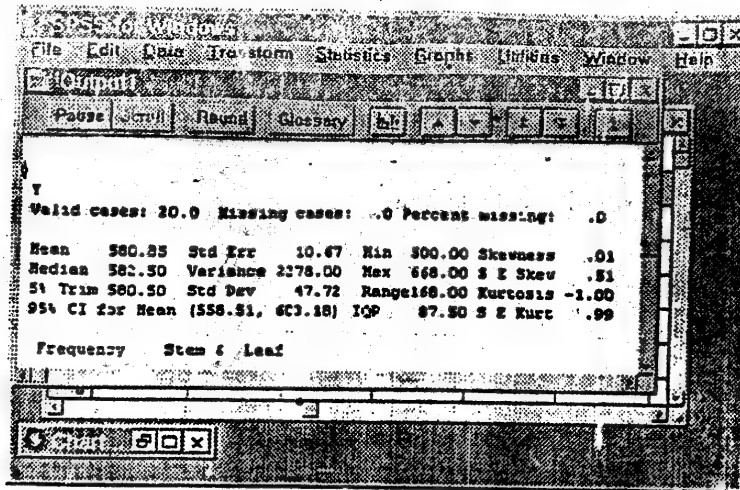 SPSS for Windows
File Edit Data Transform Statistics Graphs Utilities Window Help
!Output1
Pause Scroll Round Glossary
Y
Valid cases: 20.0 Missing cases: .0 Percent missing: .0
Mean 580.85 Std Err 10.67 Min 500.00 Skewness .01
Median 582.50 Variance 2278.00 Max 668.00 S E Skew .51
5% Trim 580.50 Std Dev 47.72 Range 168.00 Kurtosis -1.00
95% CI for Mean (558.51, 603.18) IQR 87.50 S E Kurt .99
Frequency Stem & Leaf